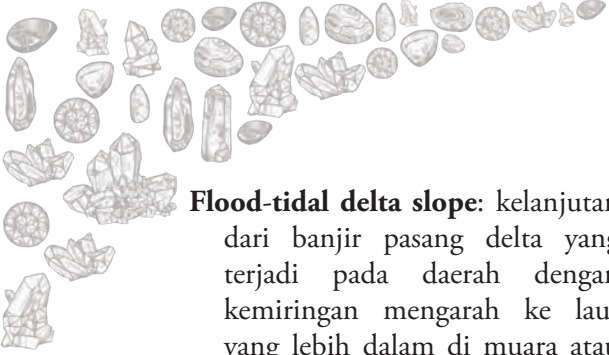 Flood-tidal delta slope: kelanjutan
dari banjir pasang delta yang
terjadi pada daerah dengan
kemiringan mengarah ke laut
yang lebih dalam di muara atau